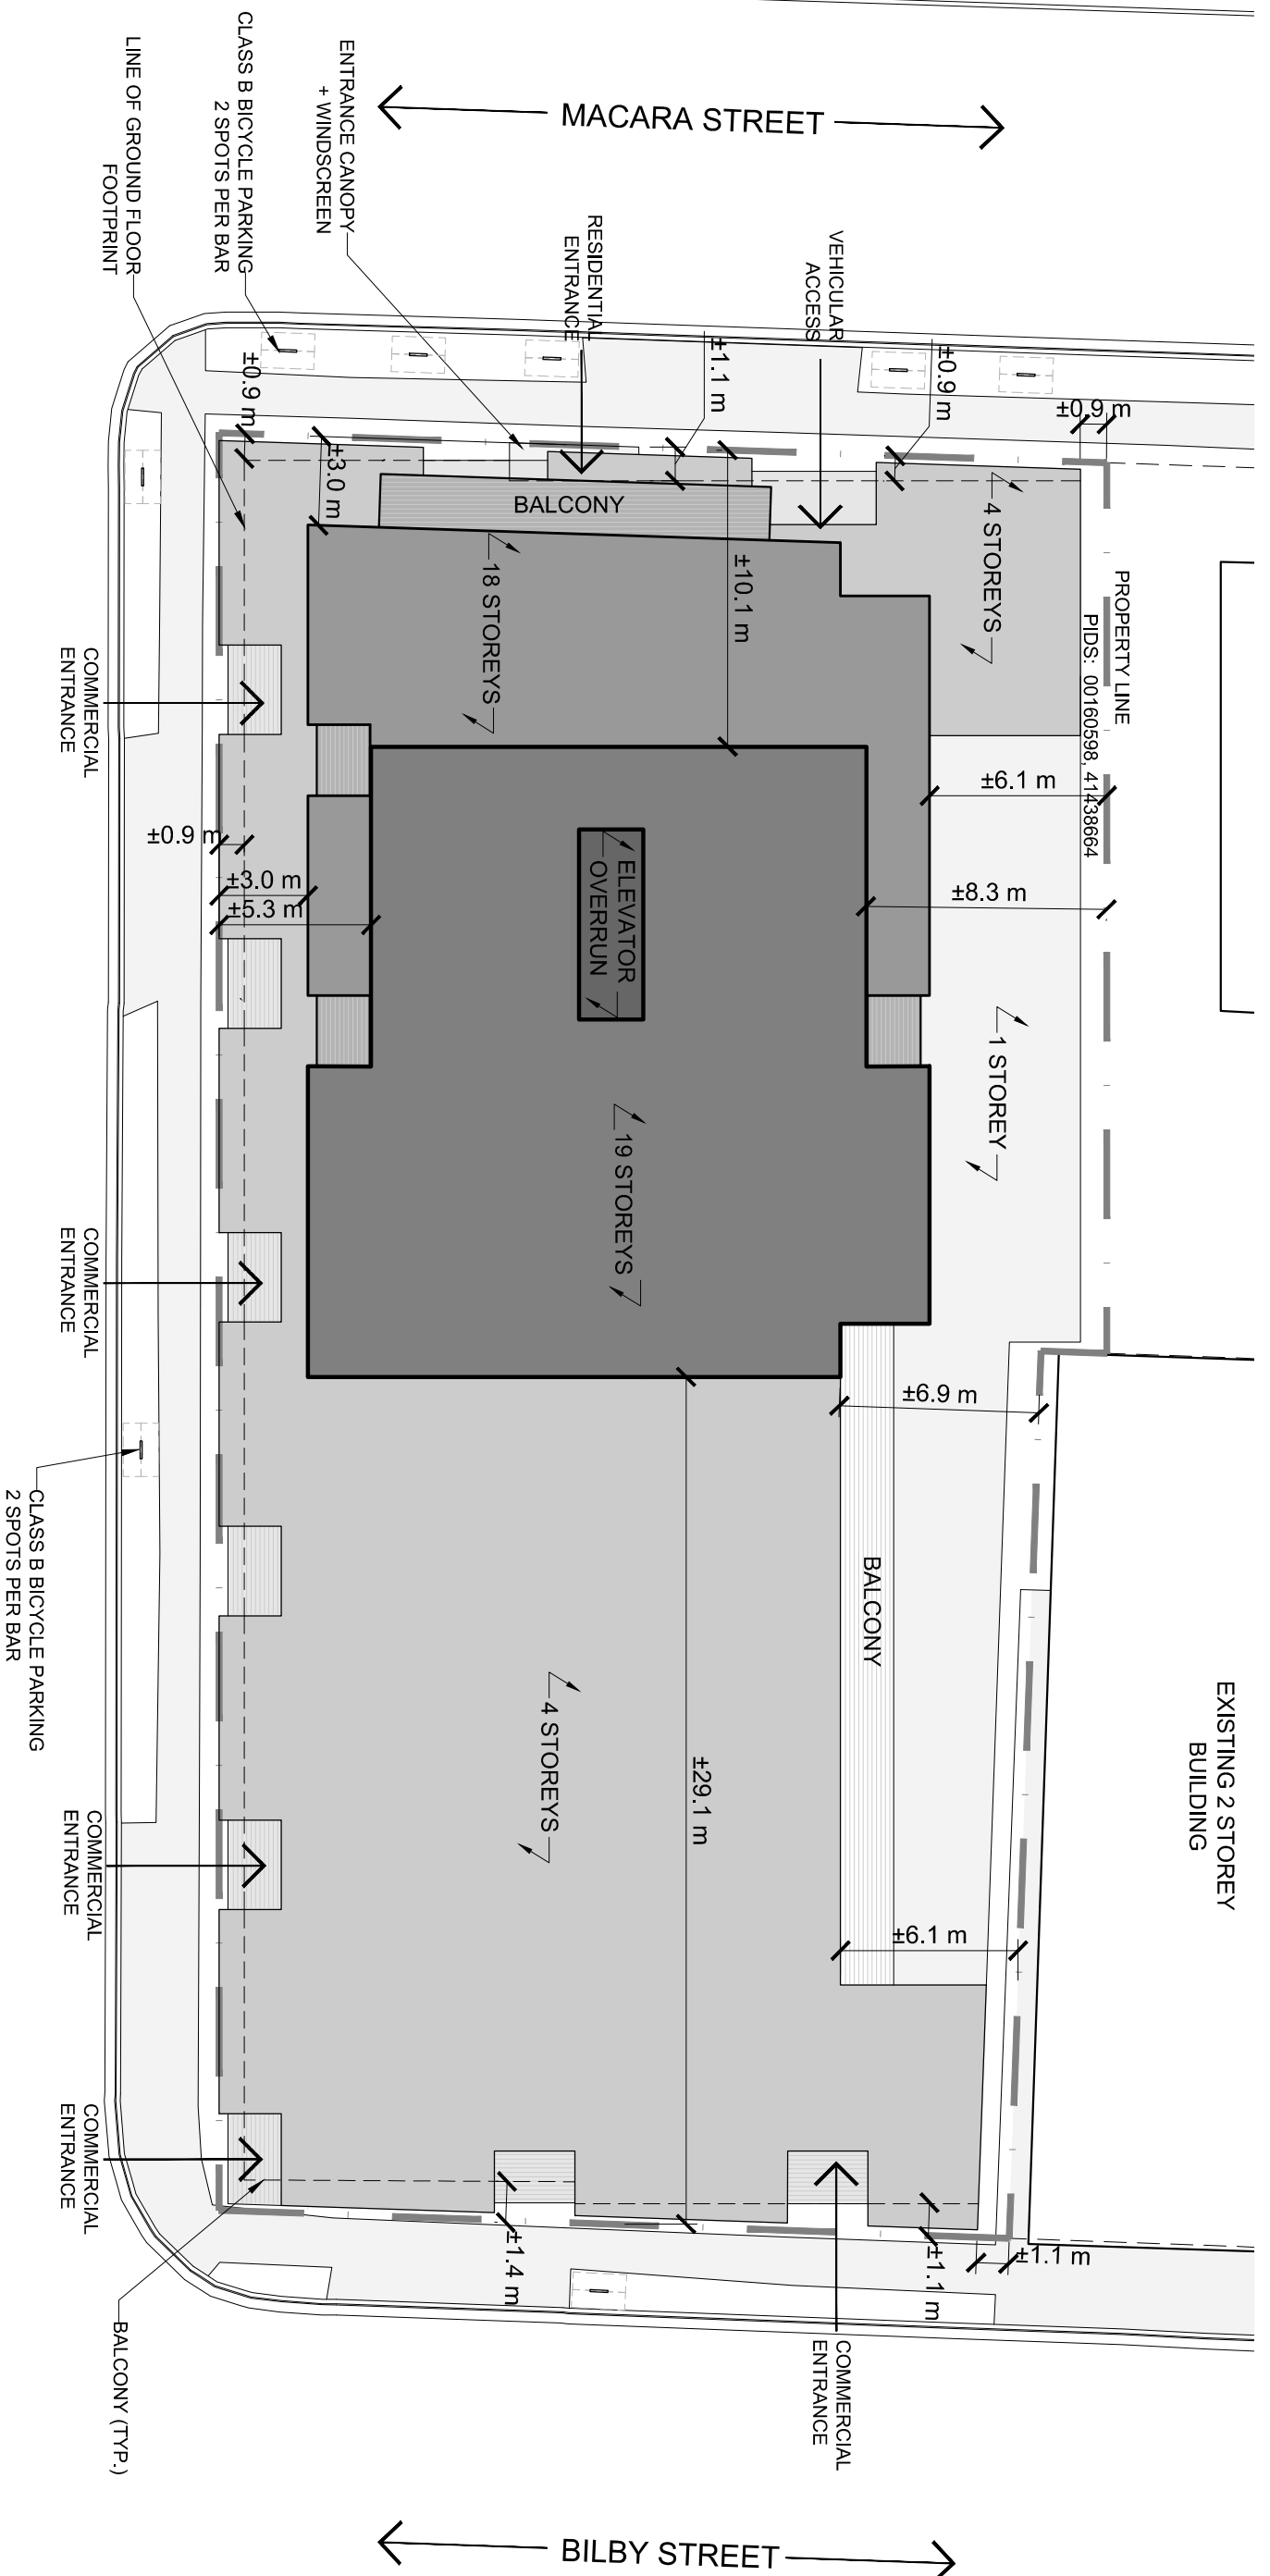 MACARA STREET
CLASS B BICYCLE PARKING
2 SPOTS PER BAR
LINE OF GROUND FLOOR
FOOTPRINT
ENTRANCE CANOPY
+ WINDSCREEN
RESIDENTIAL
ENTRANCE
VEHICULAR
ACCESS
±0.9 m
±1.1 m
±0.9 m
±0.9 m
±3.0 m
BALCONY
±10.1 m
4 STOREYS
18 STOREYS
PROPERTY LINE
PIDS: 00160598, 41438664
COMMERCIAL
ENTRANCE
±6.1 m
±0.9 m
±3.0 m
±5.3 m
±8.3 m
ELEVATOR
OVERRUN
1 STOREY
19 STOREYS
COMMERCIAL
ENTRANCE
±6.9 m
CLASS B BICYCLE PARKING
2 SPOTS PER BAR
BALCONY
EXISTING 2 STOREY
BUILDING
4 STOREYS
±29.1 m
COMMERCIAL
ENTRANCE
±6.1 m
COMMERCIAL
ENTRANCE
±1.4 m
±1.1 m
±1.1 m
COMMERCIAL
ENTRANCE
BALCONY (TYP.)
BILBY STREET